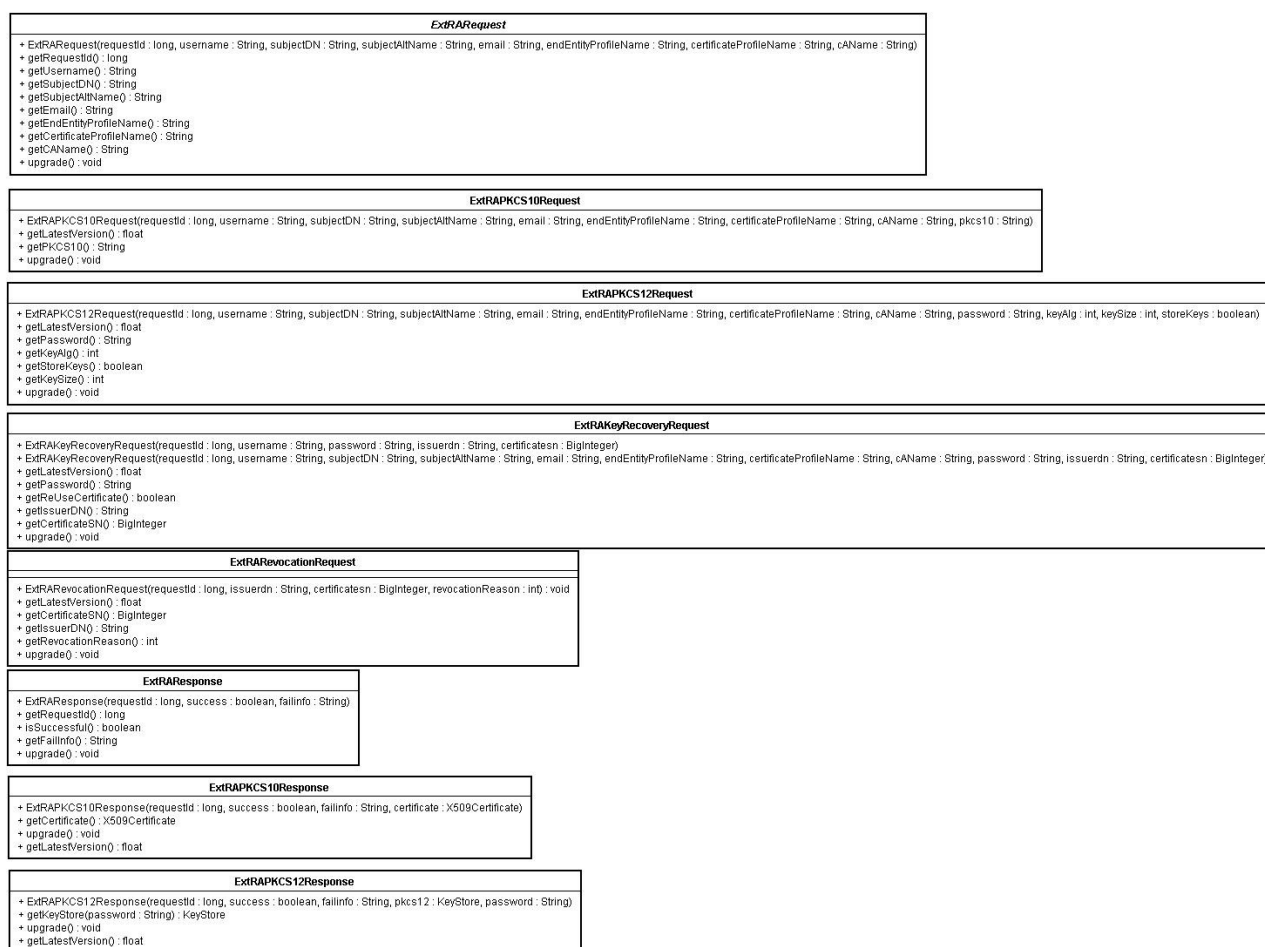 ExtRARequest
+ ExtRARequest(requestId : long, username : String, subjectDN : String, subjectAltName : String, email : String, endEntityProfileName : String, certificateProfileName : String, cAName : String)
+ getRequestId() : long
+ getUsername() : String
+ getSubjectDN() : String
+ getSubjectAltName() : String
+ getEmail() : String
+ getEndEntityProfileName() : String
+ getCertificateProfileName() : String
+ getCAName() : String
+ upgrade() : void
ExtRAPKCS10Request
+ ExtRAPKCS10Request(requestId : long, username : String, subjectDN : String, subjectAltName : String, email : String, endEntityProfileName : String, certificateProfileName : String, cAName : String, pkcs10 : String)
+ getLatestVersion() : float
+ getPKCS10() : String
+ upgrade() : void
ExtRAPKCS12Request
+ ExtRAPKCS12Request(requestId : long, username : String, subjectDN : String, subjectAltName : String, email : String, endEntityProfileName : String, certificateProfileName : String, cAName : String, password : String, keyAlg : int, keySize : int, storeKeys : boolean)
+ getLatestVersion() : float
+ getPassword() : String
+ getKeyAlg() : int
+ getStoreKeys() : boolean
+ getKeySize() : int
+ upgrade() : void
ExtRAKeyRecoveryRequest
+ ExtRAKeyRecoveryRequest(requestId : long, username : String, password : String, issuerdn : String, certificatesn : BigInteger)
+ ExtRAKeyRecoveryRequest(requestId : long, username : String, subjectDN : String, subjectAltName : String, email : String, endEntityProfileName : String, certificateProfileName : String, cAName : String, password : String, issuerdn : String, certificatesn : BigInteger)
+ getLatestVersion() : float
+ getPassword() : String
+ getReUseCertificate() : boolean
+ getIssuerDN() : String
+ getCertificateSN() : BigInteger
+ upgrade() : void
ExtRARevocationRequest
+ ExtRARevocationRequest(requestId : long, issuerdn : String, certificatesn : BigInteger, revocationReason : int) : void
+ getLatestVersion() : float
+ getCertificateSN() : BigInteger
+ getIssuerDN() : String
+ getRevocationReason() : int
+ upgrade() : void
ExtRAResponse
+ ExtRAResponse(requestId : long, success : boolean, failinfo : String)
+ getRequestId() : long
+ isSuccessful() : boolean
+ getFailInfo() : String
+ upgrade() : void
ExtRAPKCS10Response
+ ExtRAPKCS10Response(requestId : long, success : boolean, failinfo : String, certificate : X509Certificate)
+ getCertificate() : X509Certificate
+ upgrade() : void
+ getLatestVersion() : float
ExtRAPKCS12Response
+ ExtRAPKCS12Response(requestId : long, success : boolean, failinfo : String, pkcs12 : KeyStore, password : String)
+ getKeyStore(password : String) : KeyStore
+ upgrade() : void
+ getLatestVersion() : float